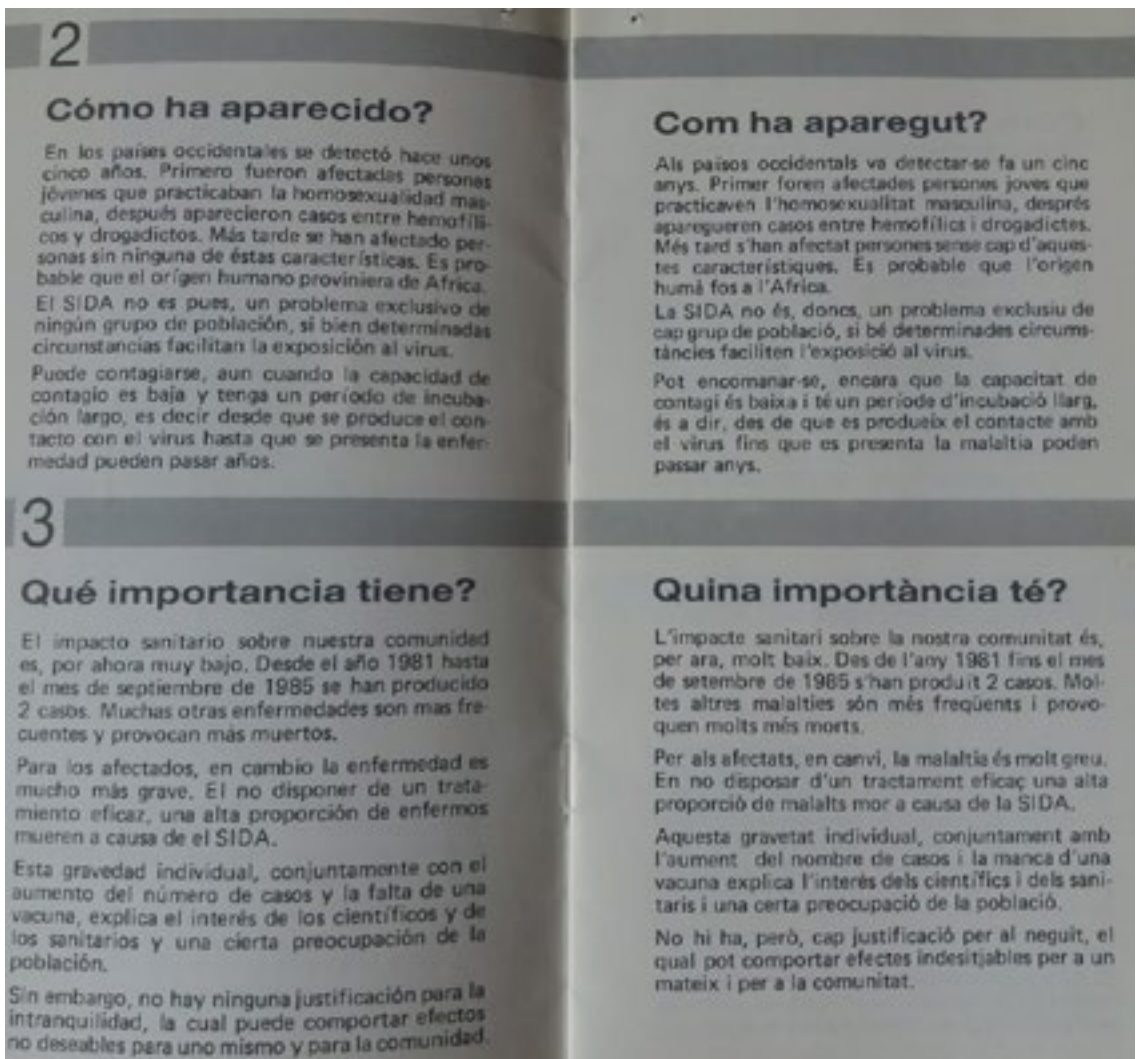 2
Cómo ha aparecido?
En los países occidentales se detectó hace unos
cinco años. Primero fueron afectadas personas
jóvenes que practicaban la homosexualidad mas-
culina, después aparecieron casos entre hemofíli-
cos y drogadictos. Más tarde se han afectado per-
sonas sin ninguna de éstas características. Es pro-
bable que el orígen humano proviniera de Africa.
El SIDA no es pues, un problema exclusivo de
ningún grupo de población, si bien determinadas
circunstancias facilitan la exposición al virus.
Puede contagiarse, aun cuando la capacidad de
contagio es baja y tenga un período de incuba-
ción largo, es decir desde que se produce el con-
tacto con el virus hasta que se presenta la enfer-
medad pueden pasar años.
3
Qué importancia tiene?
El impacto sanitario sobre nuestra comunidad
es, por ahora muy bajo. Desde el año 1981 hasta
el mes de septiembre de 1985 se han producido
2 casos. Muchas otras enfermedades son mas fre-
cuentes y provocan más muertos.
Para los afectados, en cambio la enfermedad es
mucho más grave. El no disponer de un trata-
miento eficaz, una alta proporción de enfermos
mueren a causa de el SIDA.
Esta gravedad individual, conjuntamente con el
aumento del número de casos y la falta de una
vacuna, explica el interés de los científicos y de
los sanitarios y una cierta preocupación de la
población.
Sin embargo, no hay ninguna justificación para la
intranquilidad, la cual puede comportar efectos
no deseables para uno mismo y para la comunidad.
Com ha aparegut?
Als països occidentals va detectar-se fa un cinc
anys. Primer foren afectades persones joves que
practicaven l'homosexualitat masculina, després
aparegueren casos entre hemofílics i drogadictes.
Més tard s'han afectat persones sense cap d'aques-
tes característiques. Es probable que l'origen
humà fos a l'Africa.
La SIDA no és, doncs, un problema exclusiu de
cap grup de població, si bé determinades circums-
tàncies faciliten l'exposició al virus.
Pot encomanar-se, encara que la capacitat de
contagi és baixa i té un període d'incubació llarg,
és a dir, des de que es produeix el contacte amb
el virus fins que es presenta la malaltia poden
passar anys.
Quina importància té?
L'impacte sanitari sobre la nostra comunitat és,
per ara, molt baix. Des de l'any 1981 fins el mes
de setembre de 1985 s'han produït 2 casos. Mol-
tes altres malalties són més freqüents i provo-
quen molts més morts.
Per als afectats, en canvi, la malaltia és molt greu.
En no disposar d'un tractament eficaç una alta
proporció de malalts mor a causa de la SIDA.
Aquesta gravetat individual, conjuntament amb
l'aument del nombre de casos i la manca d'una
vacuna explica l'interés dels científics i dels sani-
taris i una certa preocupació de la població.
No hi ha, però, cap justificació per al neguit, el
qual pot comportar efectes indesitjables per a un
mateix i per a la comunitat.